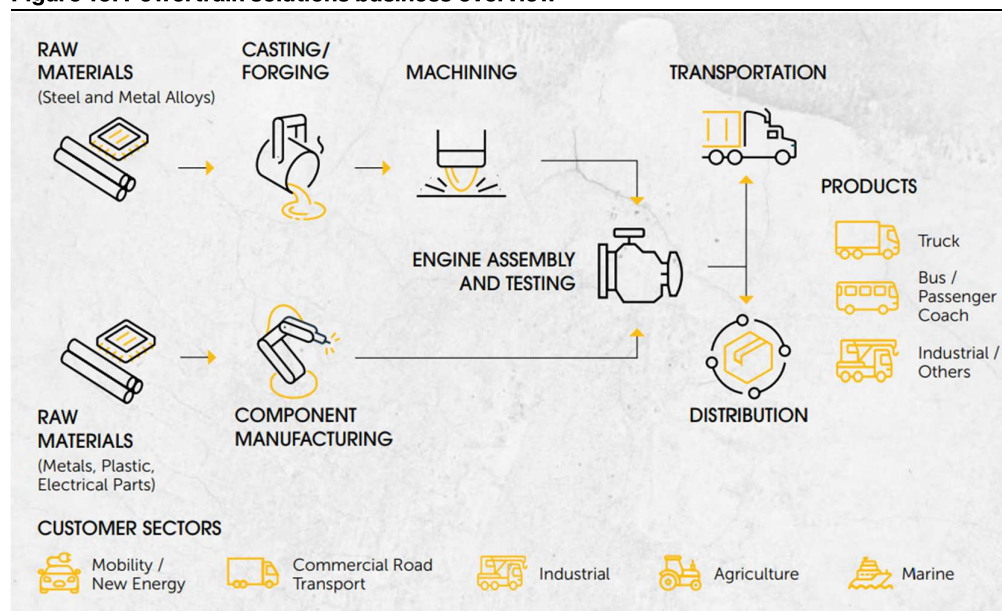 RAW
MATERIALS
(Steel and Metal Alloys)
CASTING/
FORGING
MACHINING
TRANSPORTATION
PRODUCTS
Truck
Bus /
Passenger
Coach
Industrial /
Others
ENGINE ASSEMBLY
AND TESTING
RAW
MATERIALS
(Metals, Plastic,
Electrical Parts)
COMPONENT
MANUFACTURING
DISTRIBUTION
CUSTOMER SECTORS
Mobility /
New Energy
Commercial Road
Transport
Industrial
Agriculture
Marine